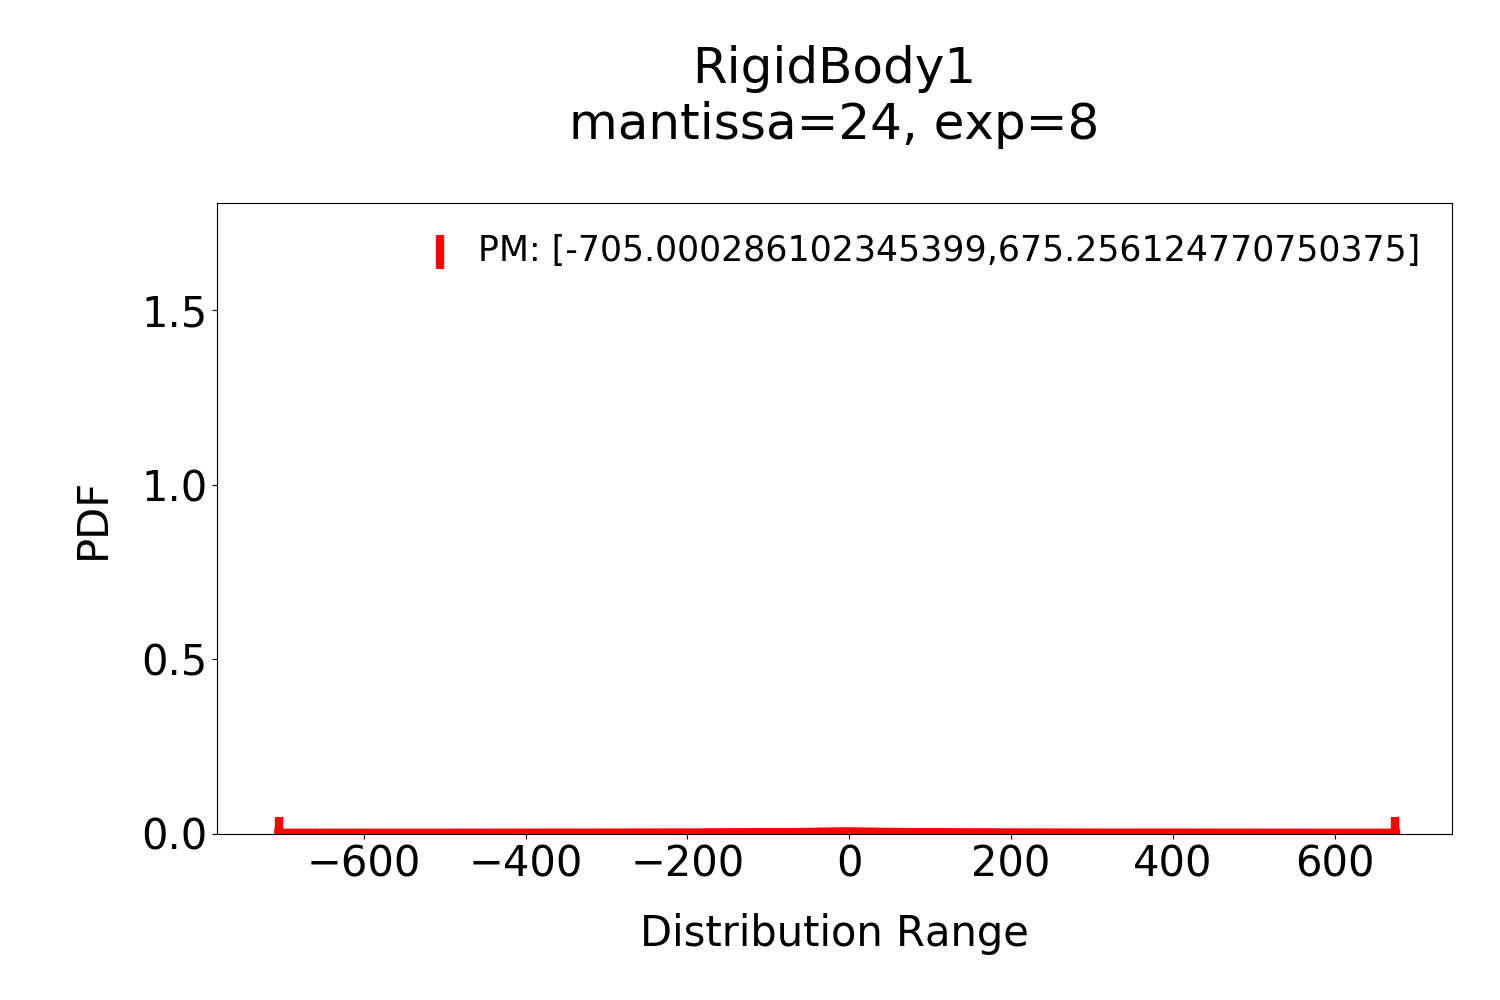 RigidBody1
mantissa=24, exp=8
PM: [-705.000286102345399,675.256124770750375]
PDF
1.5
1.0
0.5
0.0
−600 −400 −200 0 200 400 600
Distribution Range